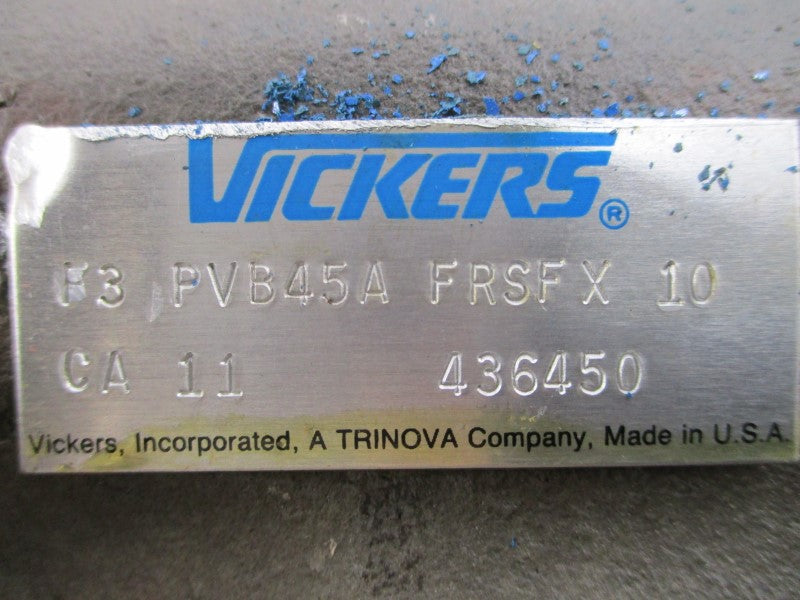 VICKERS®
F3 PVB45A FRSFX 10
CA 11 436450
Vickers, Incorporated, A TRINOVA Company, Made in U.S.A.